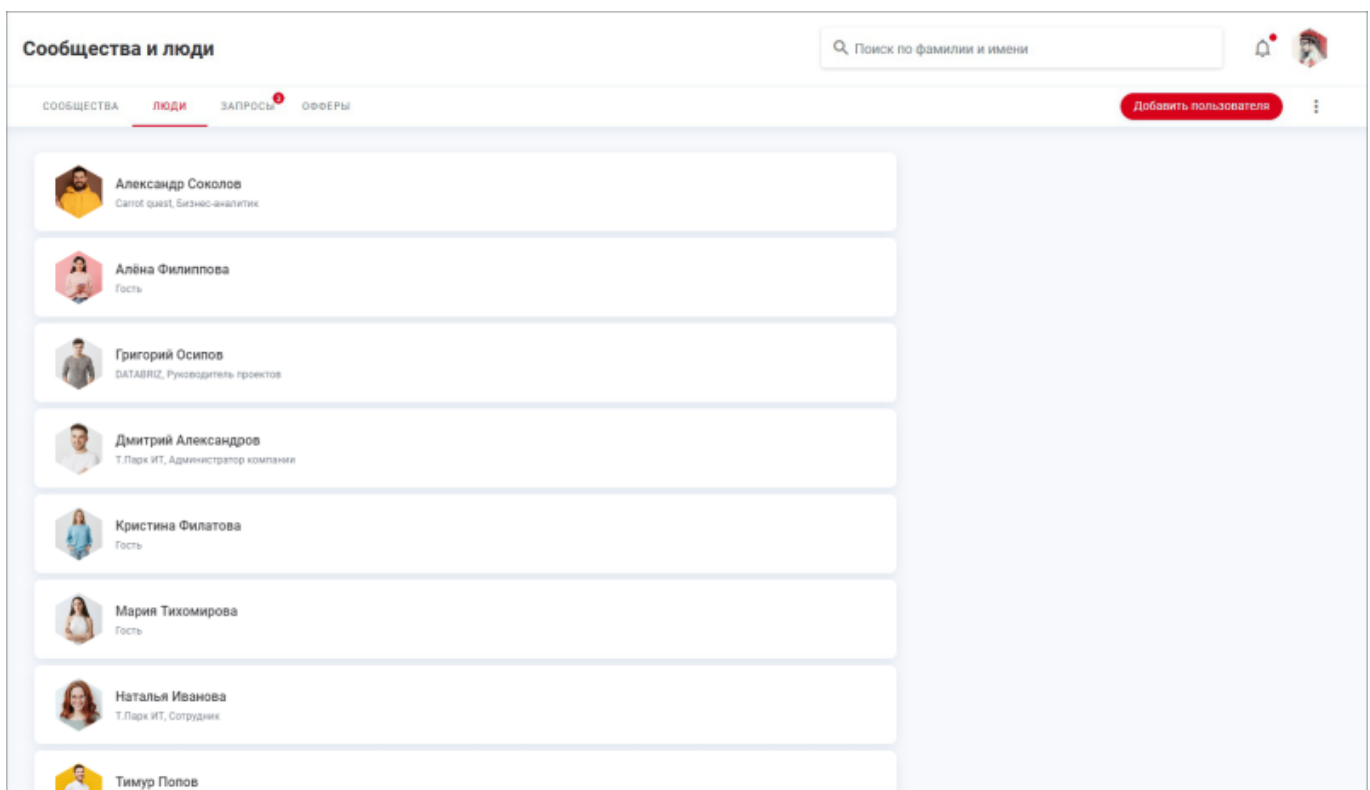 Сообщества и люди
Поиск по фамилии и имени
СООБЩЕСТВА ЛЮДИ ЗАПРОСЫ ОФФЕРЫ
Добавить пользователя
Александр Соколов
Carrot quest, Бизнес-аналитик
Алёна Филиппова
Гость
Григорий Осипов
DATABRIZ, Руководитель проектов
Дмитрий Александров
Т.Парк ИТ, Администратор компании
Кристина Филатова
Гость
Мария Тихомирова
Гость
Наталья Иванова
Т.Парк ИТ, Сотрудник
Тимур Попов